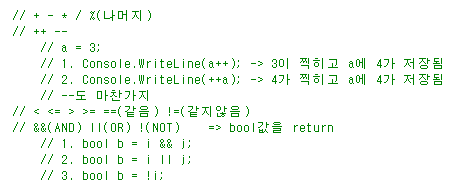 // + - * / %(나머지)
// ++ --
// a = 3;
// 1. Console.WriteLine(a++); -> 3이 찍히고 a에 4가 저장됨
// 2. Console.WriteLine(++a); -> 4가 찍히고 a에 4가 저장됨
// --도 마찬가지
// < <= > >= ==(같음) !=(같지않음)
// &&(AND) ||(OR) !(NOT) => bool값을 return
// 1. bool b = i && j;
// 2. bool b = i || j;
// 3. bool b = !i;